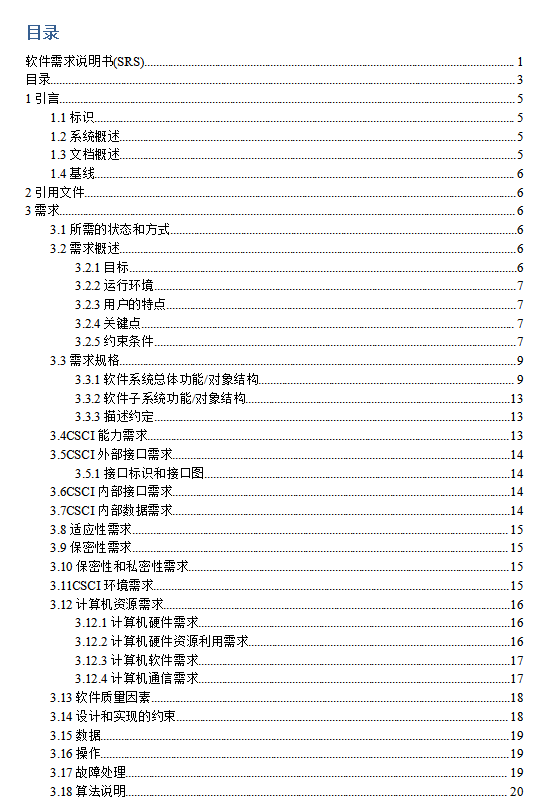 目录
软件需求说明书(SRS)........1
目录........3
1 引言........5
1.1 标识........5
1.2 系统概述........5
1.3 文档概述........5
1.4 基线........6
2 引用文件........6
3 需求........6
3.1 所需的状态和方式........6
3.2 需求概述........6
3.2.1 目标........6
3.2.2 运行环境........7
3.2.3 用户的特点........7
3.2.4 关键点........7
3.2.5 约束条件........7
3.3 需求规格........9
3.3.1 软件系统总体功能/对象结构........9
3.3.2 软件子系统功能/对象结构........13
3.3.3 描述约定........13
3.4CSCI 能力需求........13
3.5CSCI 外部接口需求........14
3.5.1 接口标识和接口图........14
3.6CSCI 内部接口需求........14
3.7CSCI 内部数据需求........14
3.8 适应性需求........15
3.9 保密性需求........15
3.10 保密性和私密性需求........15
3.11CSCI 环境需求........15
3.12 计算机资源需求........16
3.12.1 计算机硬件需求........16
3.12.2 计算机硬件资源利用需求........16
3.12.3 计算机软件需求........17
3.12.4 计算机通信需求........17
3.13 软件质量因素........18
3.14 设计和实现的约束........18
3.15 数据........19
3.16 操作........19
3.17 故障处理........19
3.18 算法说明........20